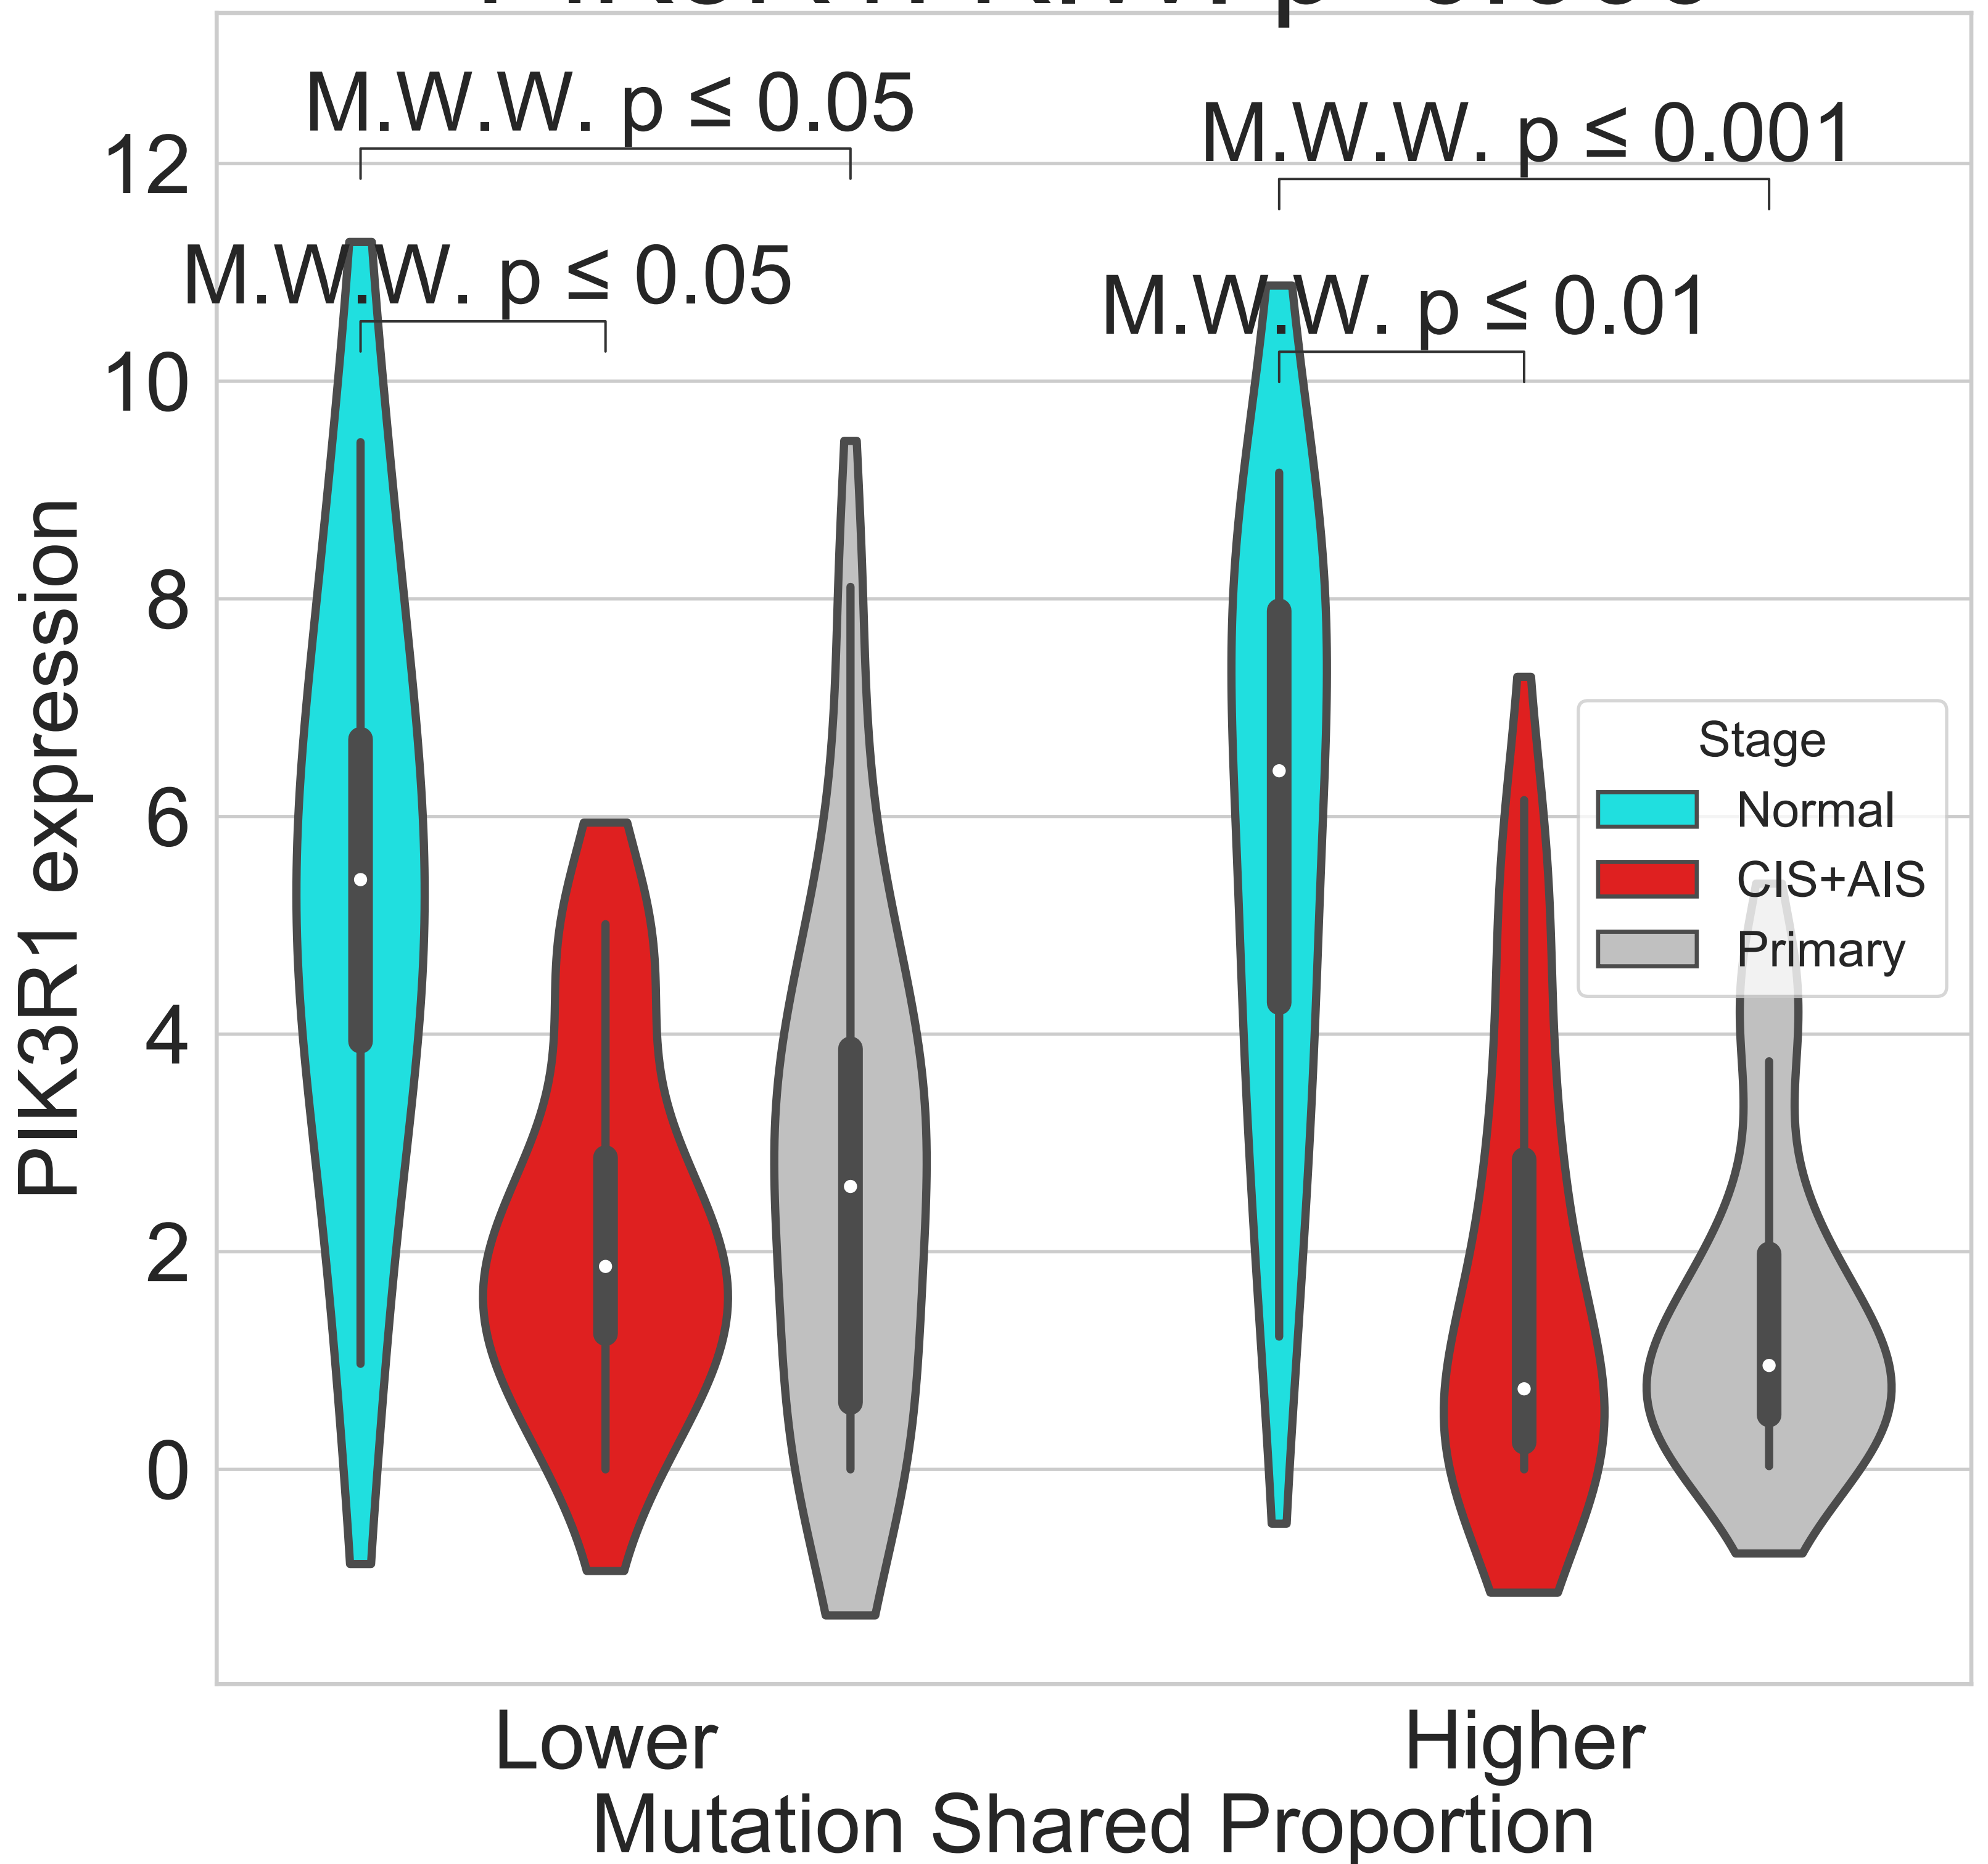 M.W.W. p ≤ 0.05
M.W.W. p ≤ 0.001
M.W.W. p ≤ 0.05
M.W.W. p ≤ 0.01
12
10
8
6
4
2
0
PIK3R1 expression
Stage
Normal
CIS+AIS
Primary
Lower
Higher
Mutation Shared Proportion